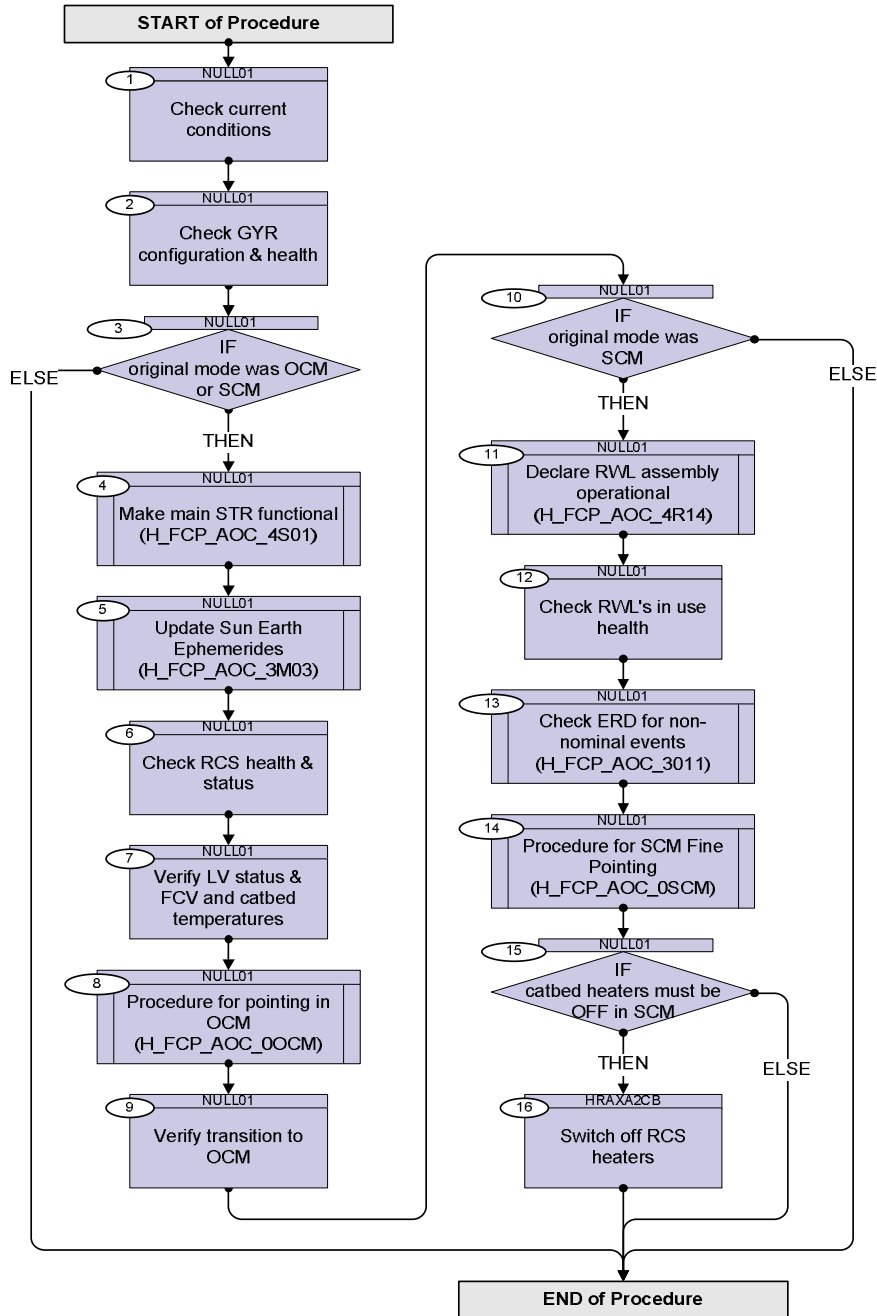 START of Procedure
NULL01
1
Check current
conditions
NULL01
2
Check GYR
configuration & health
NULL01
3
IF
original mode was OCM
or SCM
ELSE
THEN
NULL01
4
Make main STR functional
(H_FCP_AOC_4S01)
NULL01
5
Update Sun Earth
Ephemerides
(H_FCP_AOC_3M03)
NULL01
6
Check RCS health &
status
NULL01
7
Verify LV status &
FCV and catbed
temperatures
NULL01
8
Procedure for pointing in
OCM
(H_FCP_AOC_0OCM)
NULL01
9
Verify transition to
OCM
NULL01
10
IF
original mode was
SCM
ELSE
THEN
NULL01
11
Declare RWL assembly
operational
(H_FCP_AOC_4R14)
NULL01
12
Check RWL's in use
health
NULL01
13
Check ERD for non-
nominal events
(H_FCP_AOC_3011)
NULL01
14
Procedure for SCM Fine
Pointing
(H_FCP_AOC_0SCM)
NULL01
15
IF
catbed heaters must be
OFF in SCM
THEN
ELSE
HRAXA2CB
16
Switch off RCS
heaters
END of Procedure